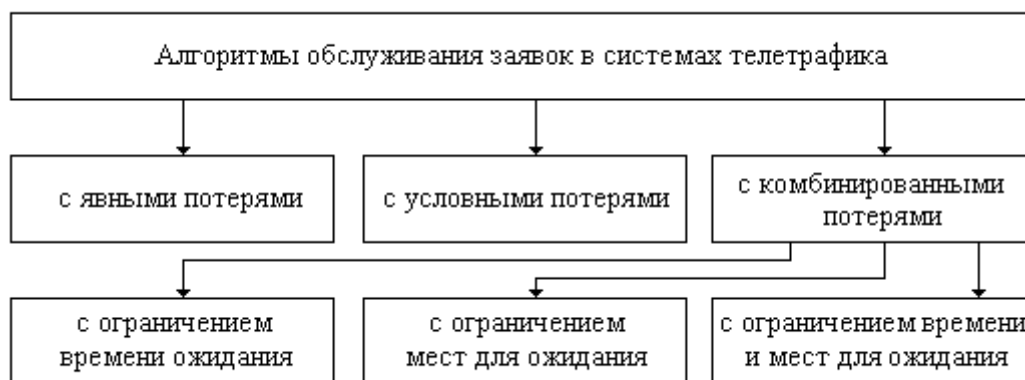 Алгоритмы обслуживания заявок в системах телетрафика
с явными потерями
с условными потерями
с комбинированными
потерями
с ограничением
времени ожидания
с ограничением
мест для ожидания
с ограничением времени
и мест для ожидания